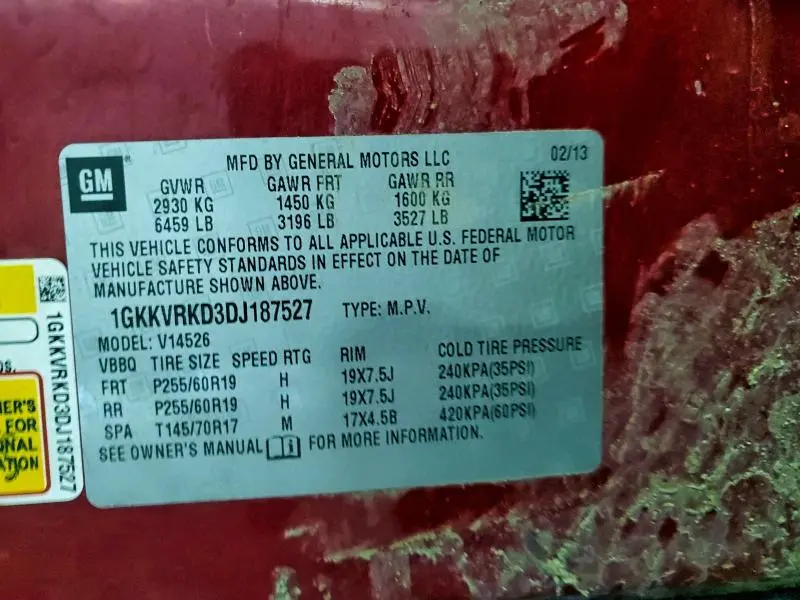 GM
®
MFD BY GENERAL MOTORS LLC
02/13
GVWR GAWR FRT GAWR RR
2930 KG 1450 KG 1600 KG
6459 LB 3196 LB 3527 LB
THIS VEHICLE CONFORMS TO ALL APPLICABLE U.S. FEDERAL MOTOR
VEHICLE SAFETY STANDARDS IN EFFECT ON THE DATE OF
MANUFACTURE SHOWN ABOVE.
1GKKVRKD3DJ187527 TYPE: M.P.V.
MODEL: V14526
VBBQ TIRE SIZE SPEED RTG RIM COLD TIRE PRESSURE
FRT P255/60R19 H 19X7.5J 240KPA(35PSI)
RR P255/60R19 H 19X7.5J 240KPA(35PSI)
SPA T145/70R17 M 17X4.5B 420KPA(60PSI)
SEE OWNER'S MANUAL FOR MORE INFORMATION.
1GKKVRKD3DJ187527
NER'S
FOR
ONAL
ATION